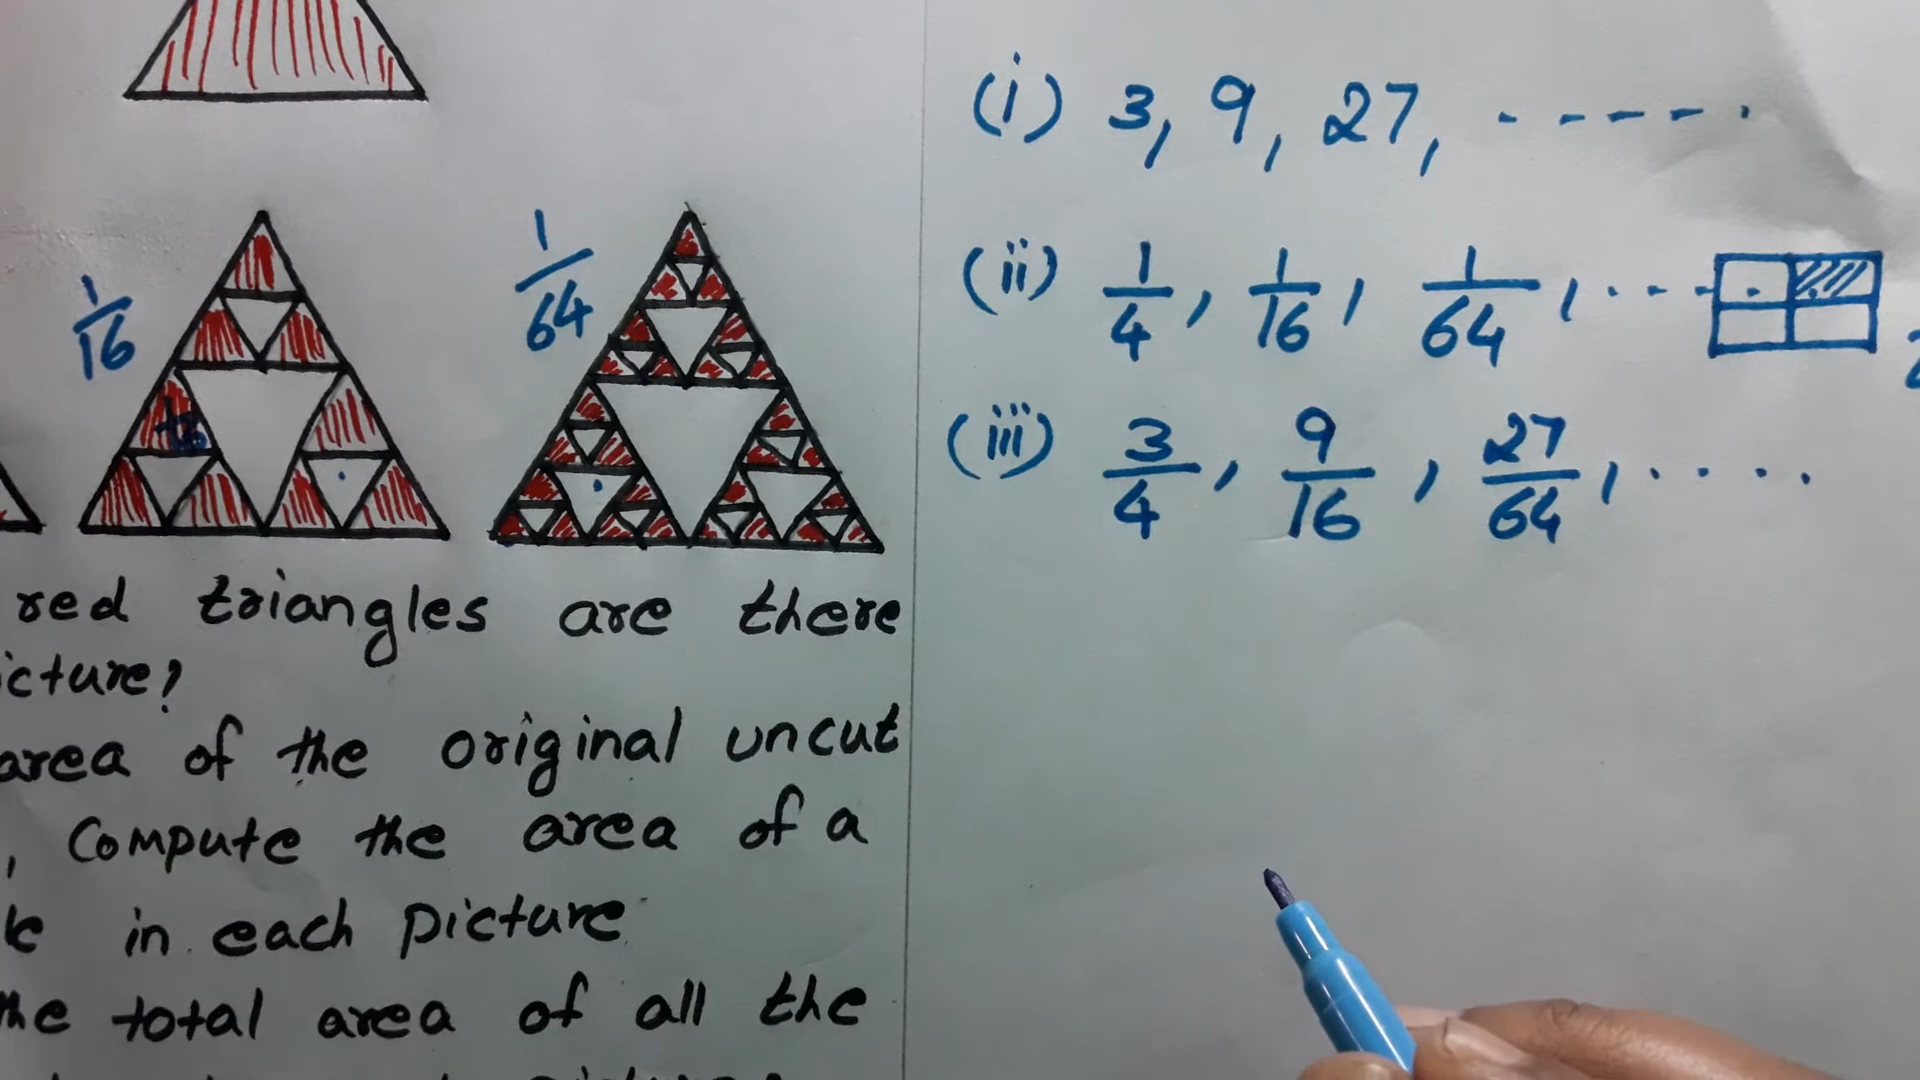 (i) 3, 9, 27, ------.
(ii) 1/4, 1/16, 1/64, ....
(iii) 3/4, 9/16, 27/64, .....
1/16
1/64
red triangles are there
icture?
area of the original uncut
, Compute the area of a
in each picture
the total area of all the